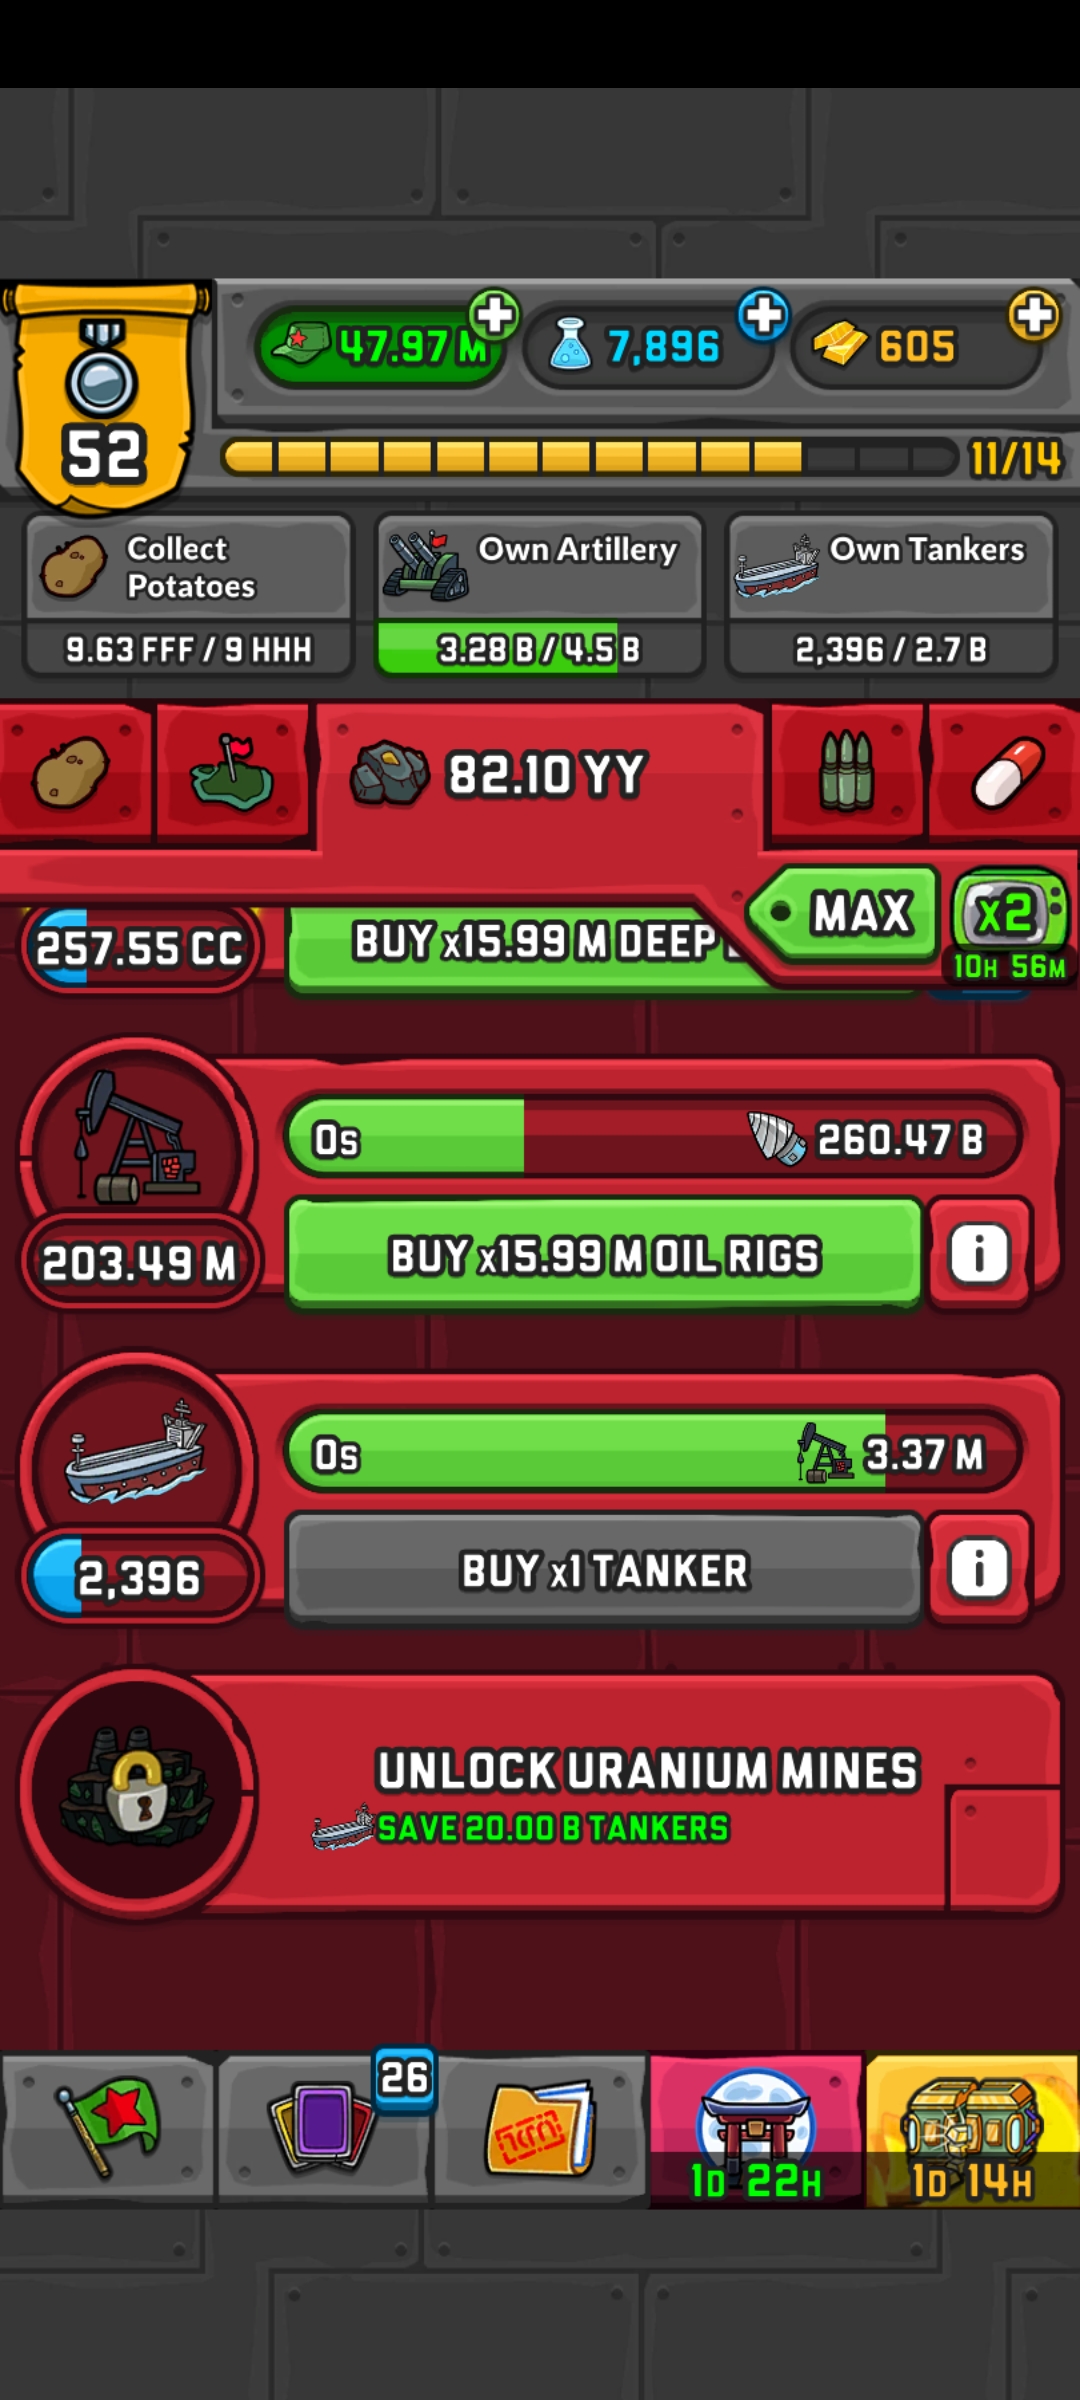 47.97 M
7,896
605
52
11/14
Collect
Potatoes
9.63 FFF / 9 HHH
Own Artillery
3.28 B / 4.5 B
Own Tankers
2,396 / 2.7 B
82.10 YY
MAX
x2
10H 56M
257.55 CC
BUY x15.99 M DEEP
0s
260.47 B
203.49 M
BUY x15.99 M OIL RIGS
i
0s
3.37 M
2,396
BUY x1 TANKER
i
UNLOCK URANIUM MINES
SAVE 20.00 B TANKERS
26
1D 22H
1D 14H